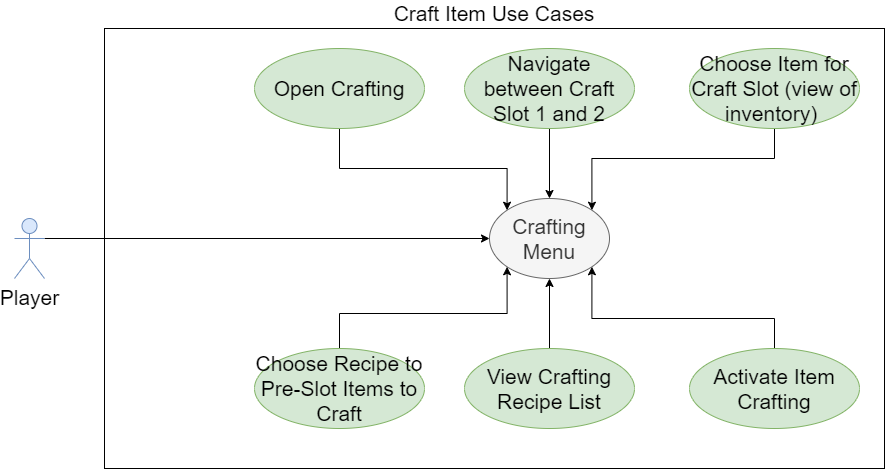 Craft Item Use Cases
Open Crafting
Navigate
between Craft
Slot 1 and 2
Choose Item for
Craft Slot (view of
inventory)
Crafting
Menu
Player
Choose Recipe to
Pre-Slot Items to
Craft
View Crafting
Recipe List
Activate Item
Crafting